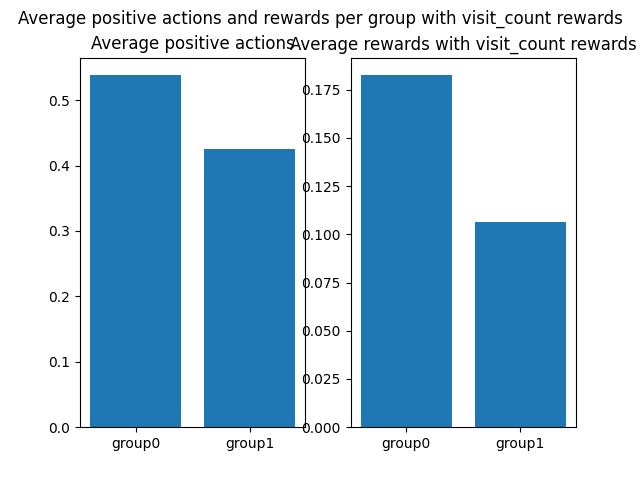 Average positive actions and rewards per group with visit_count rewards
Average positive actions
Average rewards with visit_count rewards
0.5
0.4
0.3
0.2
0.1
0.0
group0
group1
0.175
0.150
0.125
0.100
0.075
0.050
0.025
0.000
group0
group1